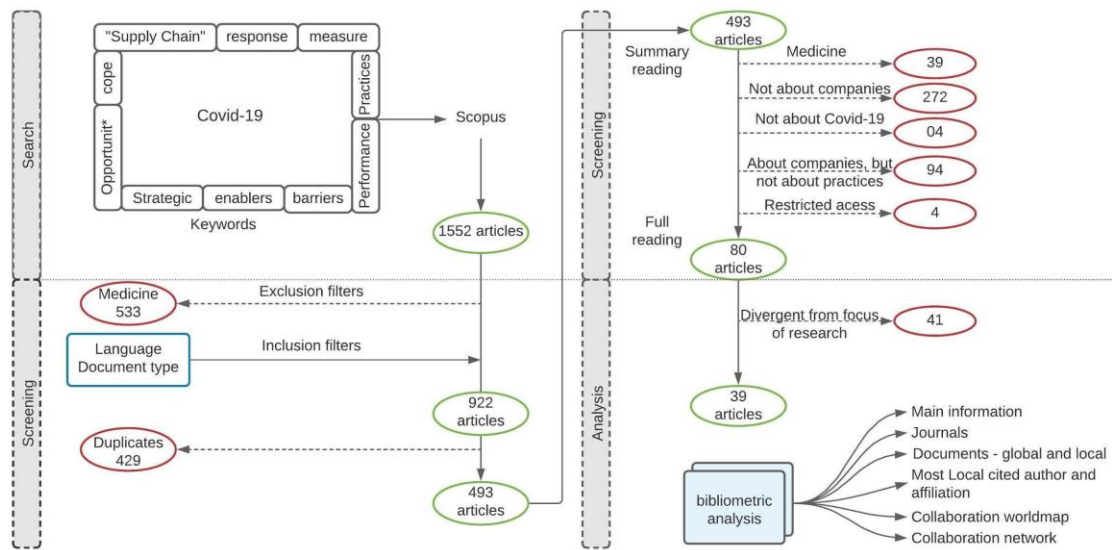 "Supply Chain"
response
measure
cope
Opportunit*
Covid-19
Practices
Performance
Strategic
enablers
barriers
Keywords
Search
Scopus
1552 articles
Screening
Medicine
533
Exclusion filters
Language
Document type
Inclusion filters
922
articles
Duplicates
429
493
articles
Screening
493
articles
Summary
reading
Medicine
39
Not about companies
272
Not about Covid-19
04
About companies, but
not about practices
94
Restricted acess
4
Full
reading
80
articles
Analysis
Divergent from focus
of research
41
39
articles
bibliometric
analysis
Main information
Journals
Documents - global and local
Most Local cited author and
affiliation
Collaboration worldmap
Collaboration network